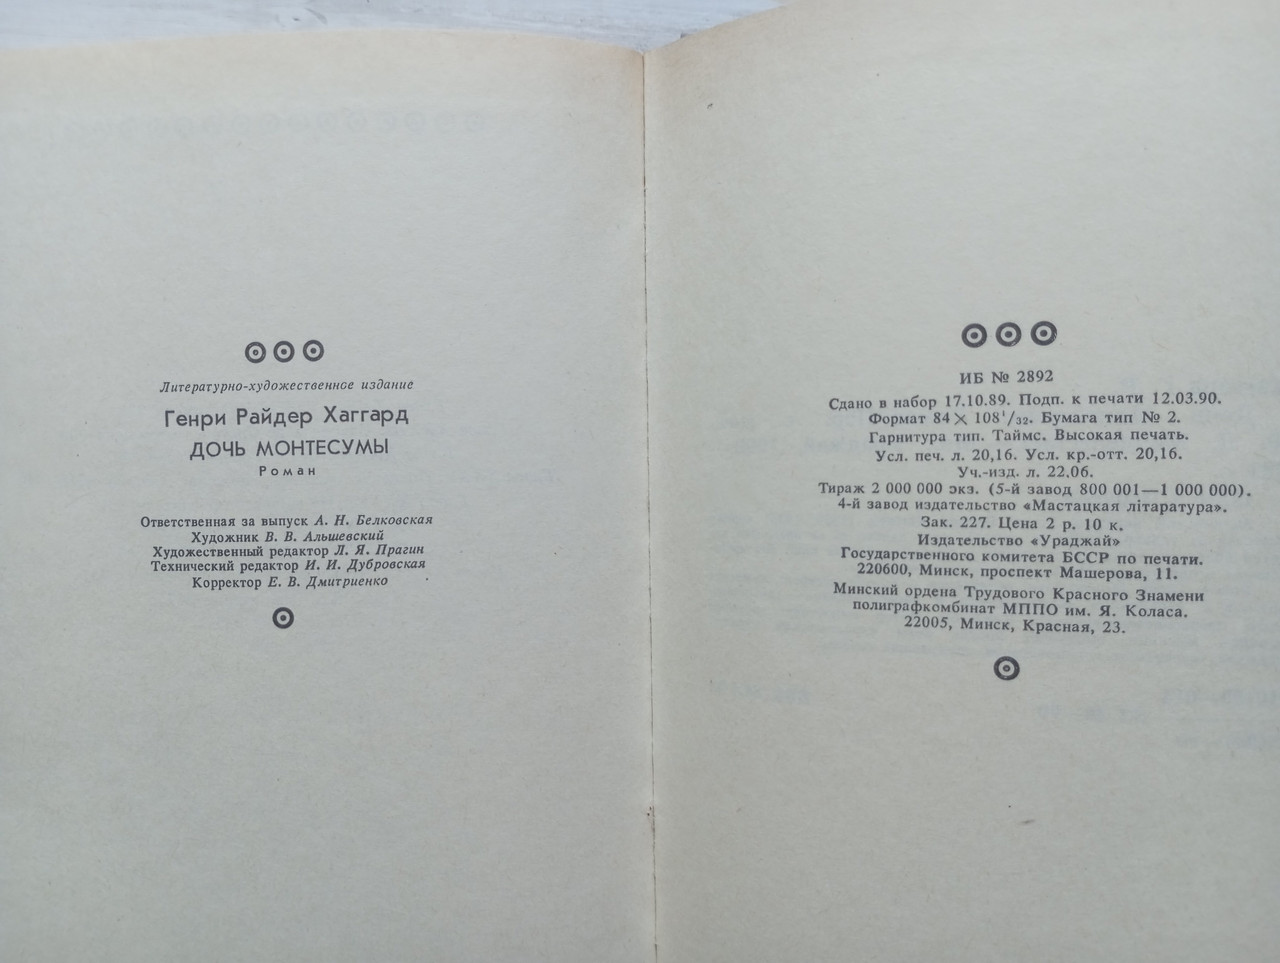 Литературно-художественное издание
Генри Райдер Хаггард
ДОЧЬ МОНТЕСУМЫ
Роман
Ответственная за выпуск А. Н. Белковская
Художник В. В. Альшевский
Художественный редактор Л. Я. Прагин
Технический редактор И. И. Дубровская
Корректор Е. В. Дмитриенко
ИБ № 2892
Сдано в набор 17.10.89. Подп. к печати 12.03.90.
Формат 84 × 108¹/₃₂. Бумага тип № 2.
Гарнитура тип. Таймс. Высокая печать.
Усл. печ. л. 20,16. Усл. кр.-отт. 20,16.
Уч.-изд. л. 22.06.
Тираж 2 000 000 экз. (5-й завод 800 001—1 000 000).
4-й завод издательство «Мастацкая літаратура».
Зак. 227. Цена 2 р. 10 к.
Издательство «Ураджай»
Государственного комитета БССР по печати.
220600, Минск, проспект Машерова, 11.
Минский ордена Трудового Красного Знамени
полиграфкомбинат МППО им. Я. Коласа.
22005, Минск, Красная, 23.